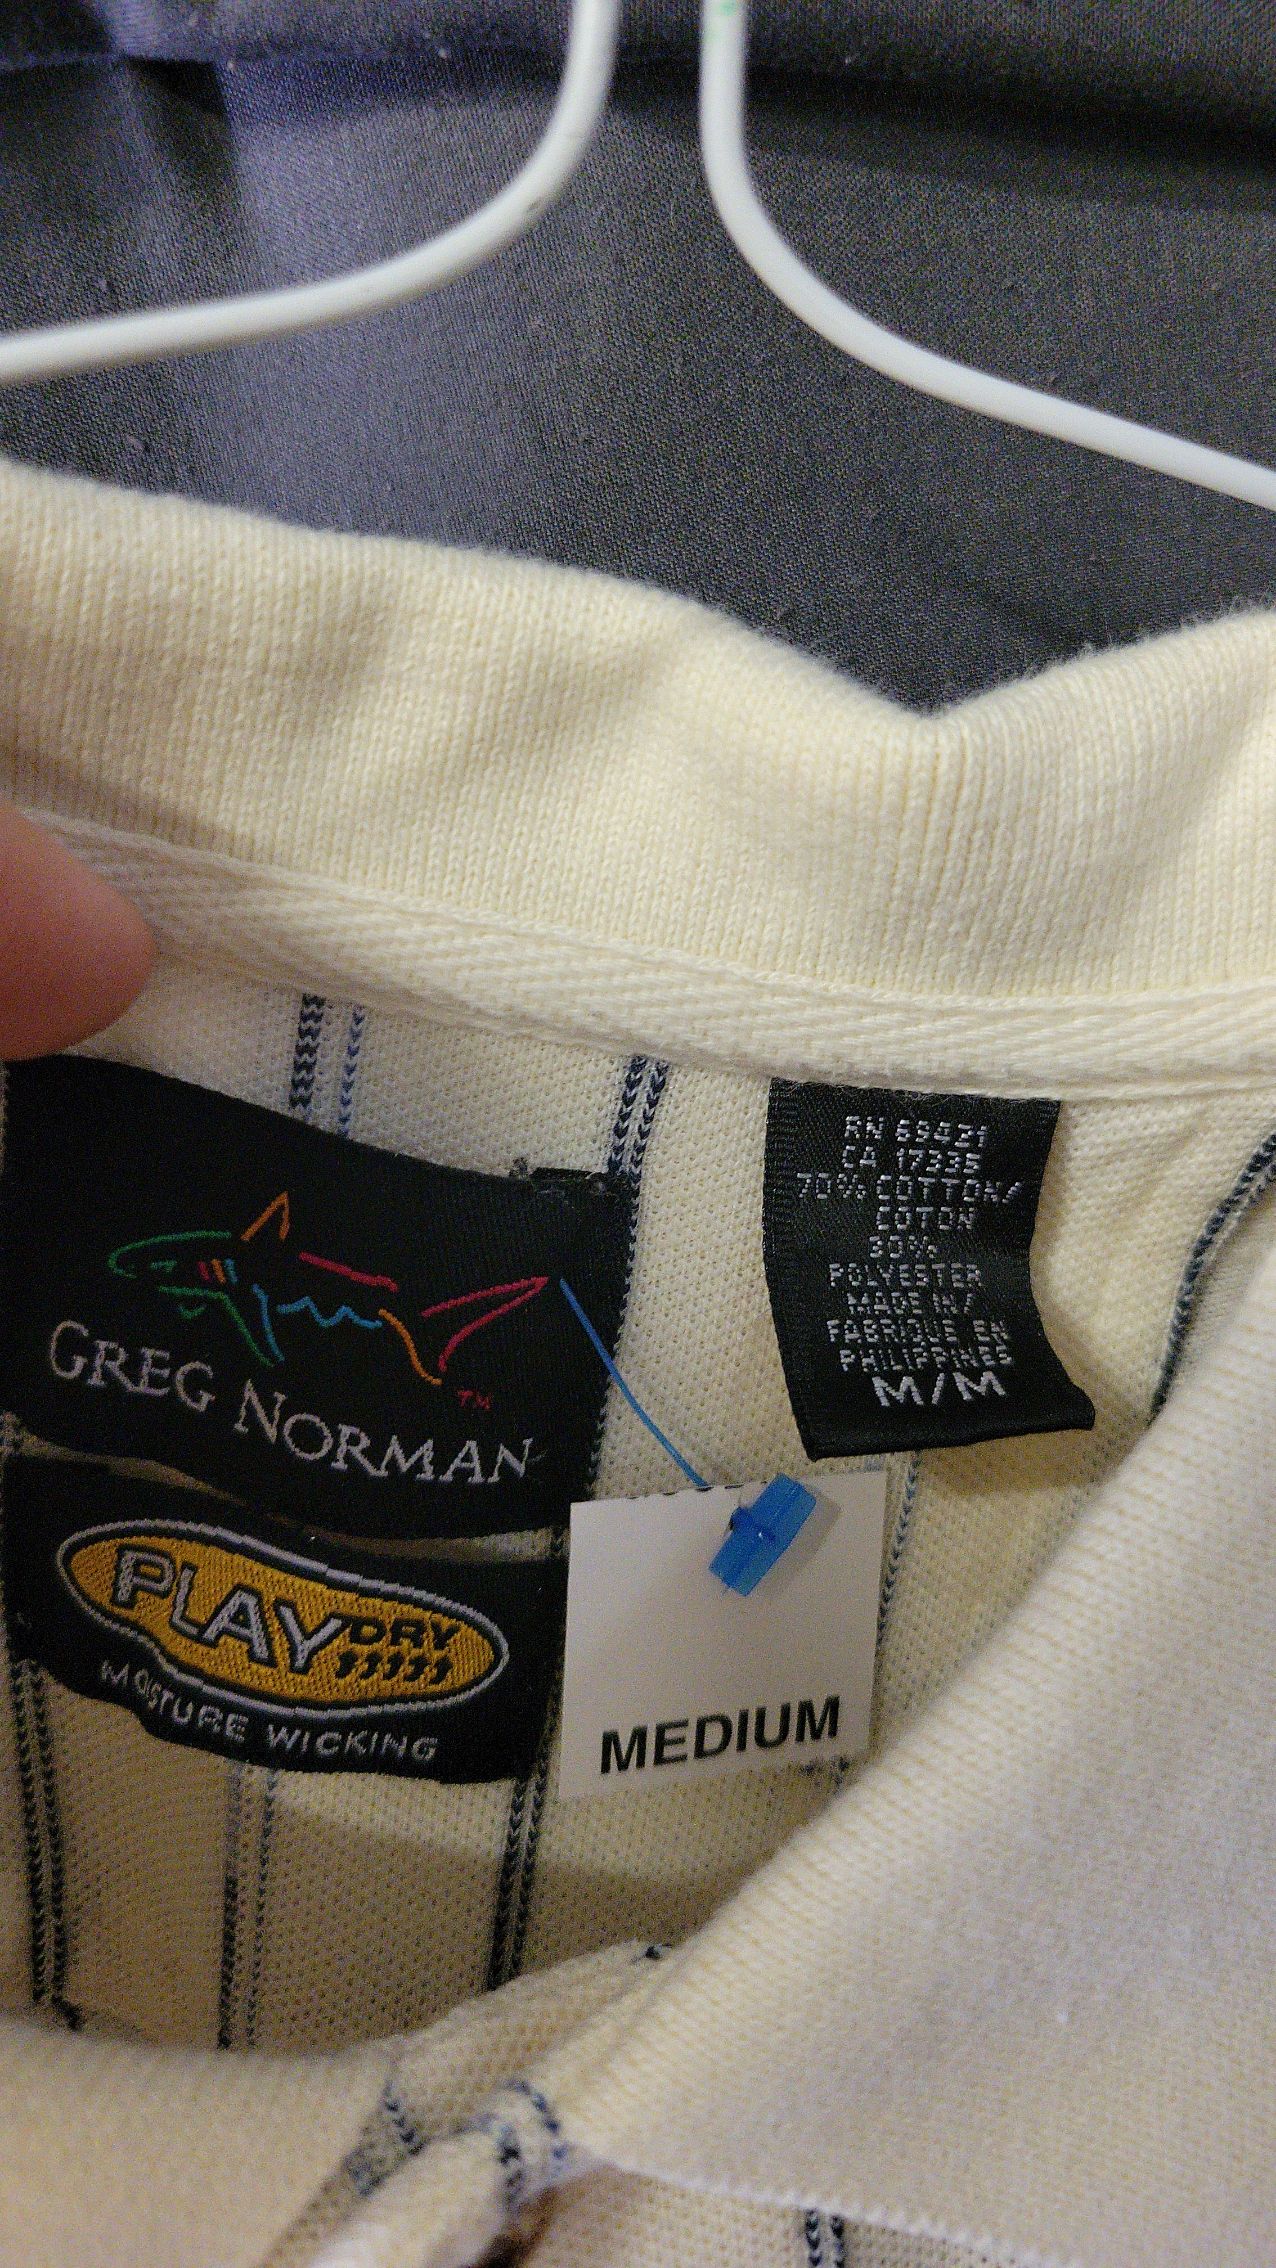 GREG NORMAN
TM
PLAY DRY
MOISTURE WICKING
RN 69421
CA 17335
70% COTTON/
COTON
30%
POLYESTER
MADE IN/
FABRIQUE EN
PHILIPPINES
M/M
MEDIUM